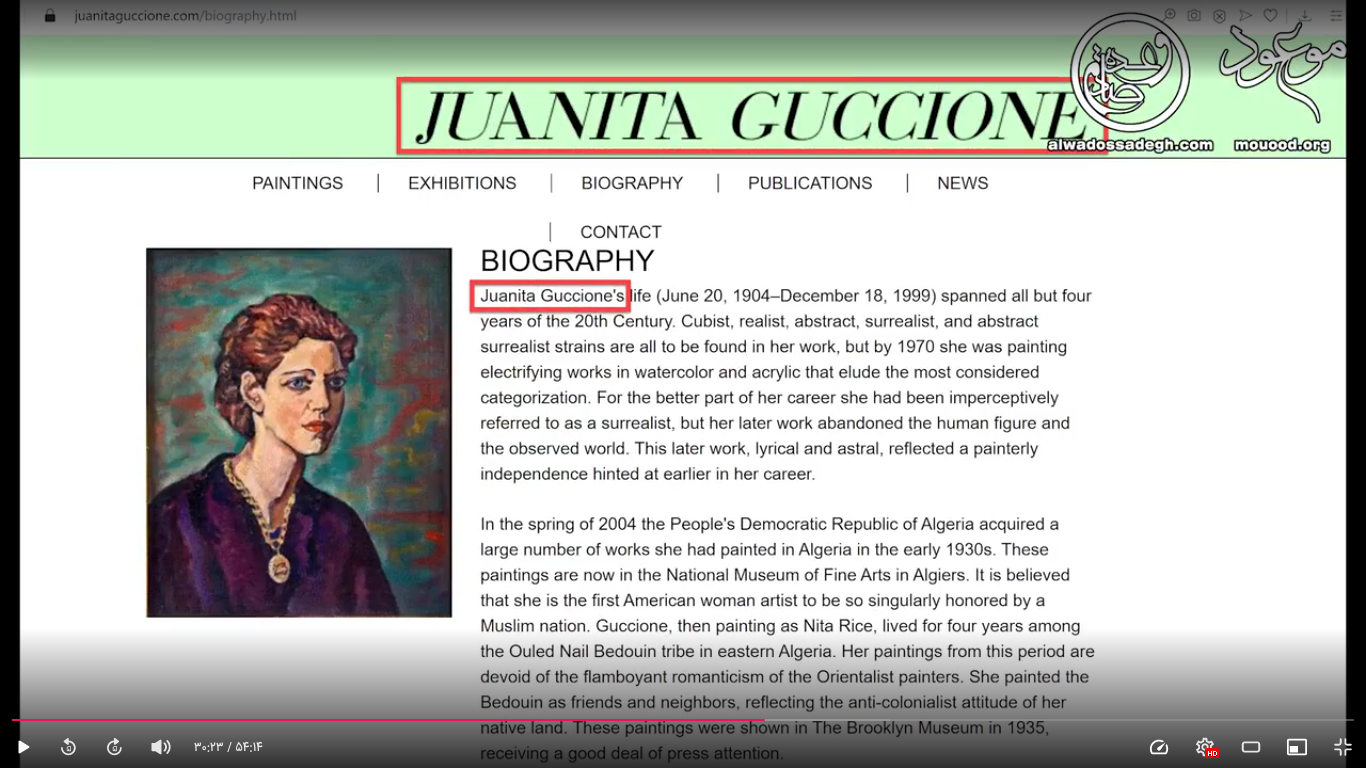 juanitaguccione.com/biography.html
موعود
alwadossadegh.com mouood.org
JUANITA GUCCIONE
PAINTINGS | EXHIBITIONS | BIOGRAPHY | PUBLICATIONS | NEWS
| CONTACT
BIOGRAPHY
Juanita Guccione's life (June 20, 1904–December 18, 1999) spanned all but four
years of the 20th Century. Cubist, realist, abstract, surrealist, and abstract
surrealist strains are all to be found in her work, but by 1970 she was painting
electrifying works in watercolor and acrylic that elude the most considered
categorization. For the better part of her career she had been imperceptively
referred to as a surrealist, but her later work abandoned the human figure and
the observed world. This later work, lyrical and astral, reflected a painterly
independence hinted at earlier in her career.
In the spring of 2004 the People's Democratic Republic of Algeria acquired a
large number of works she had painted in Algeria in the early 1930s. These
paintings are now in the National Museum of Fine Arts in Algiers. It is believed
that she is the first American woman artist to be so singularly honored by a
Muslim nation. Guccione, then painting as Nita Rice, lived for four years among
the Ouled Nail Bedouin tribe in eastern Algeria. Her paintings from this period are
devoid of the flamboyant romanticism of the Orientalist painters. She painted the
Bedouin as friends and neighbors, reflecting the anti-colonialist attitude of her
native land. These paintings were shown in The Brooklyn Museum in 1935,
receiving a good deal of press attention.
۳۰:۲۳ / ۵۴:۱۴
HD